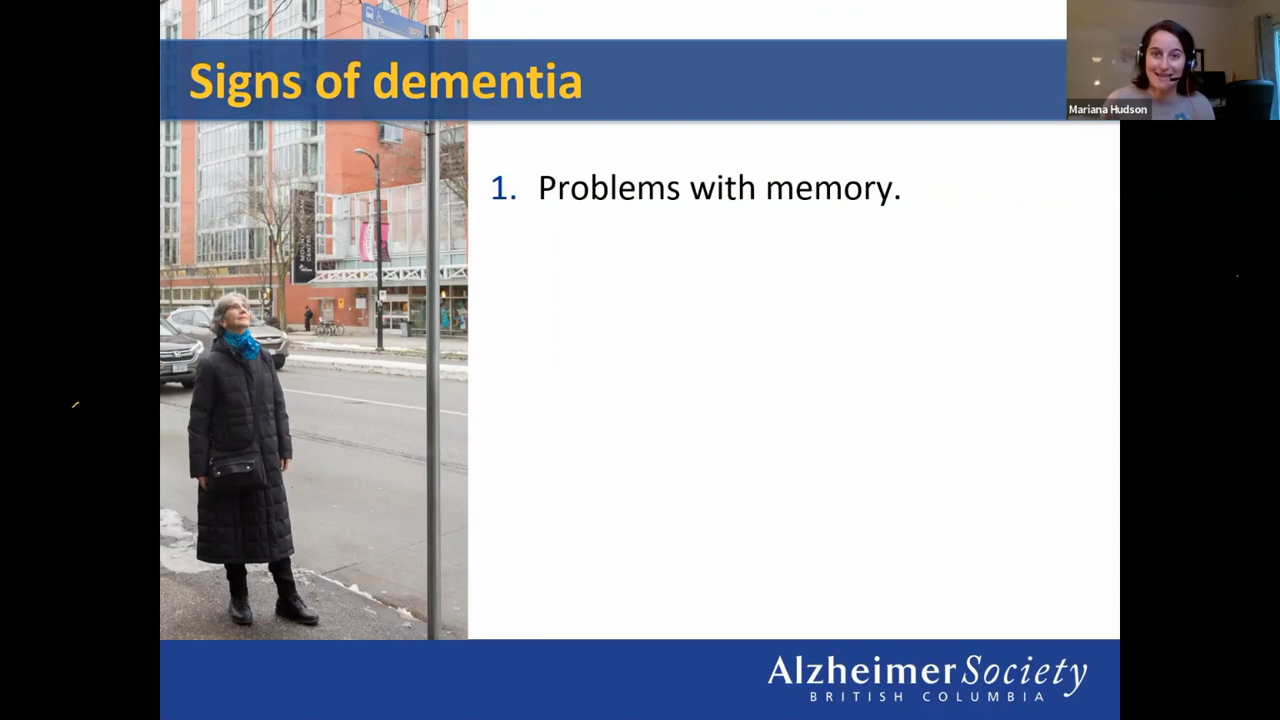 Signs of dementia
Mariana Hudson
1. Problems with memory.
AlzheimerSociety
BRITISH COLUMBIA